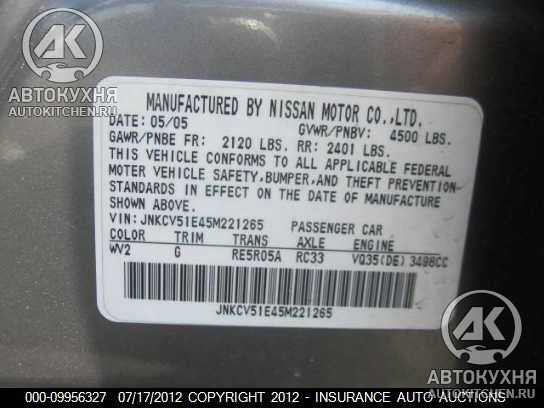 АК
АВТОКУХНЯ
AUTOKITCHEN.RU
MANUFACTURED BY NISSAN MOTOR CO.,LTD.
DATE: 05/05 GVWR/PNBV: 4500 LBS.
GAWR/PNBE FR: 2120 LBS. RR: 2401 LBS.
THIS VEHICLE CONFORMS TO ALL APPLICABLE FEDERAL
MOTOR VEHICLE SAFETY,BUMPER,AND THEFT PREVENTION
STANDARDS IN EFFECT ON THE DATE OF MANUFACTURE
SHOWN ABOVE.
VIN: JNKCV51E45M221265 PASSENGER CAR
COLOR TRIM TRANS AXLE ENGINE
WV2 G RE5R05A RC33 VQ35(DE) 3498CC
JNKCV51E45M221265
АК
АВТОКУХНЯ
AUTOKITCHEN.RU
000-09956327 07/17/2012 COPYRIGHT 2012 - INSURANCE AUTO AUCTIONS